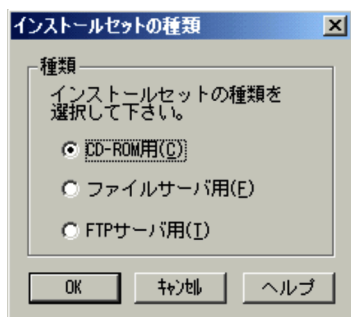 インストールセットの種類
種類
インストールセットの種類を
選択して下さい。
CD-ROM用(C)
ファイルサーバ用(F)
FTPサーバ用(T)
OK
ｷｬﾝｾﾙ
ヘルプ